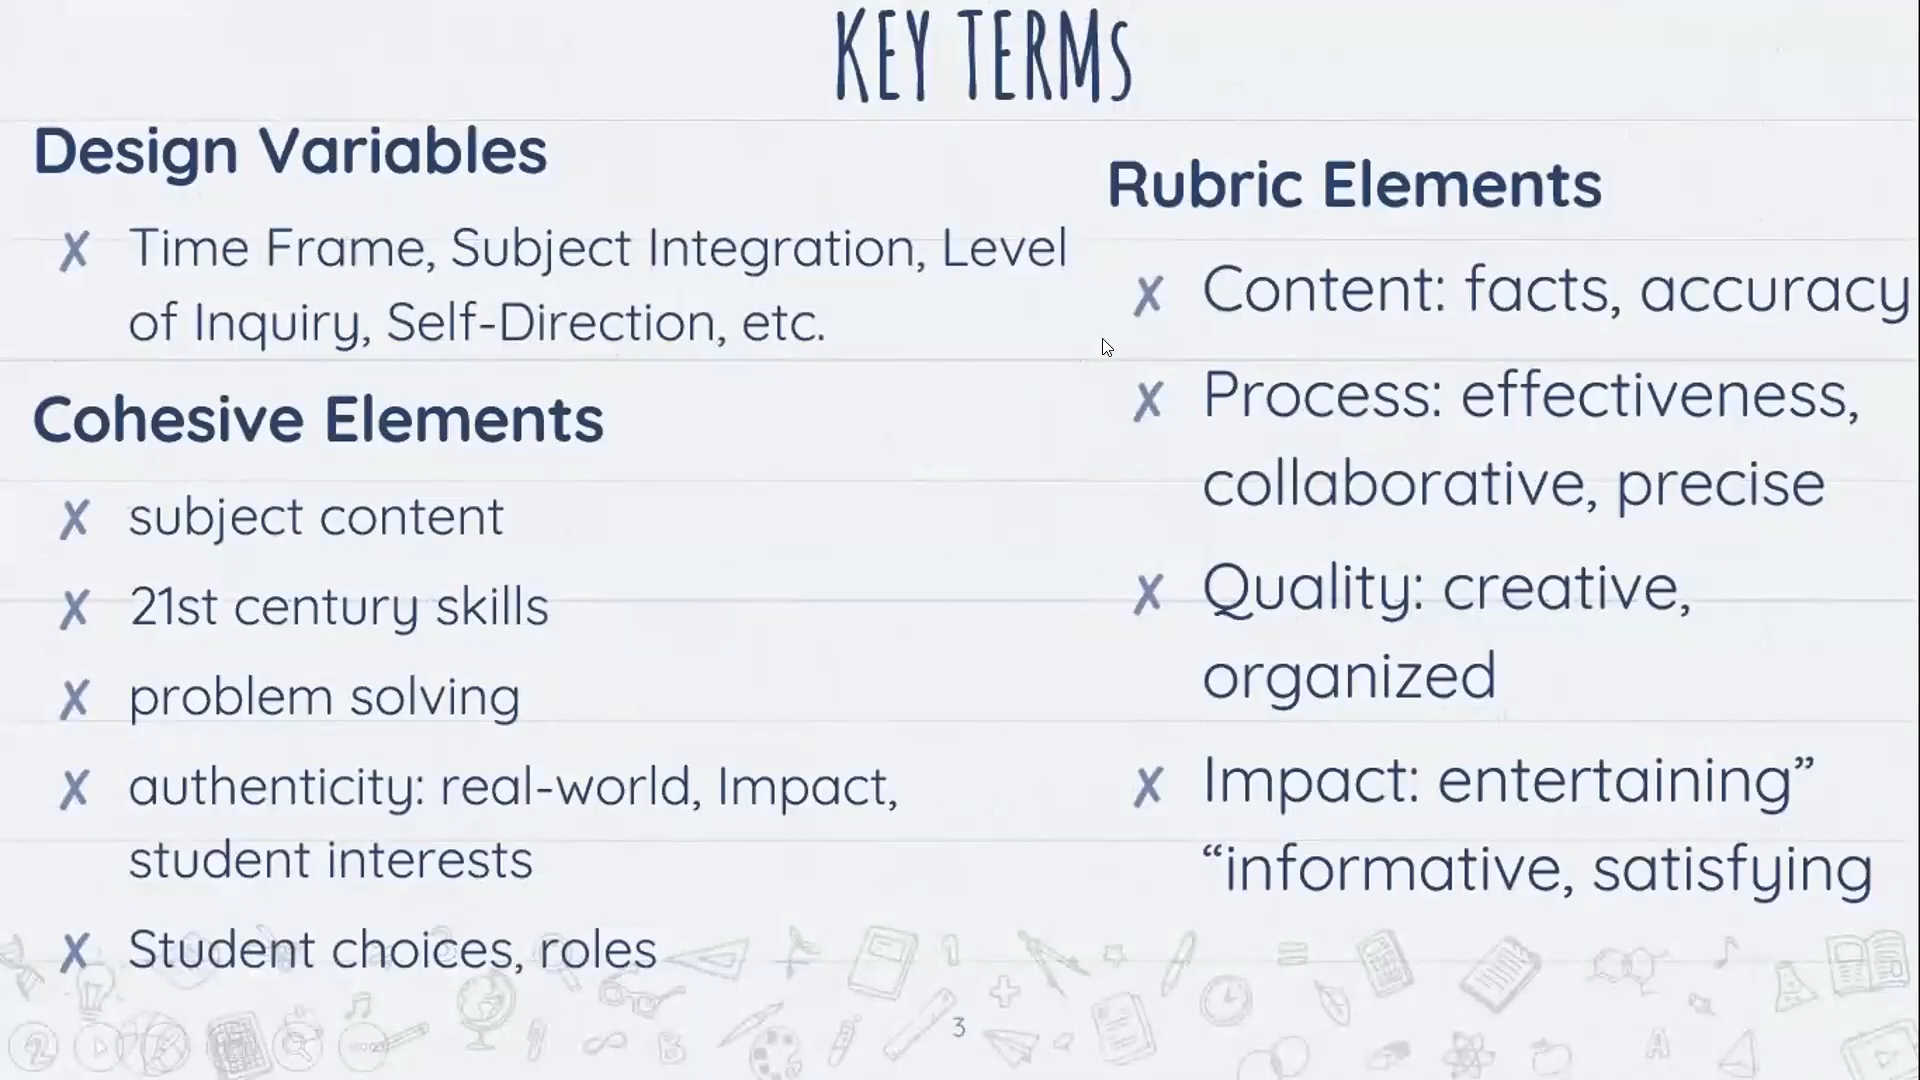 KEY TERMS
Design Variables
✗ Time Frame, Subject Integration, Level
of Inquiry, Self-Direction, etc.
Cohesive Elements
✗ subject content
✗ 21st century skills
✗ problem solving
✗ authenticity: real-world, Impact,
student interests
✗ Student choices, roles
Rubric Elements
✗ Content: facts, accuracy
✗ Process: effectiveness,
collaborative, precise
✗ Quality: creative,
organized
✗ Impact: entertaining”
“informative, satisfying
3